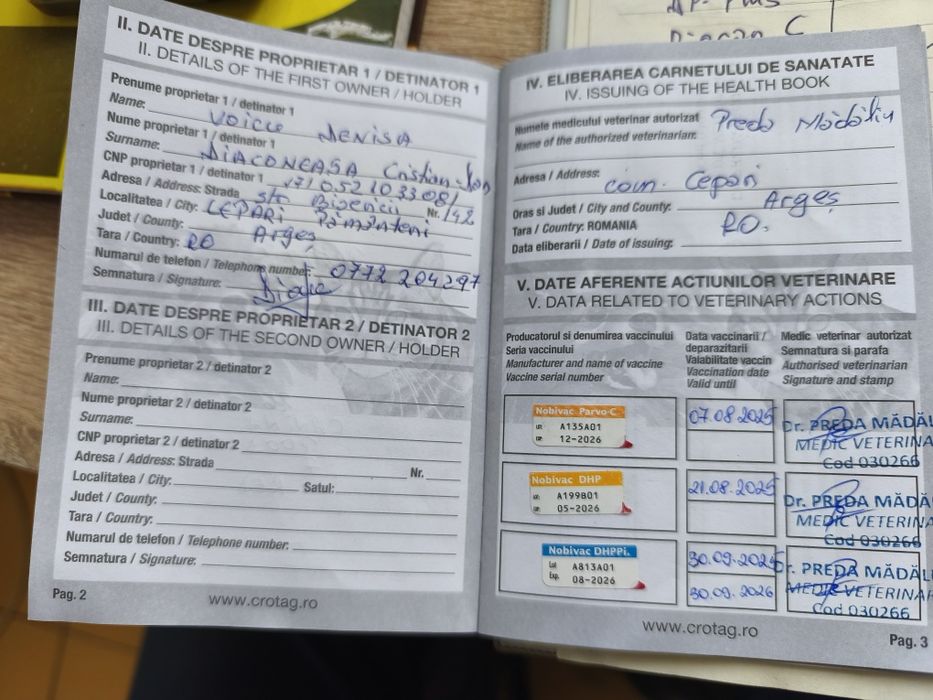 II. DATE DESPRE PROPRIETAR 1 / DETINATOR 1
II. DETAILS OF THE FIRST OWNER / HOLDER
Prenume proprietar 1 / detinator 1
Name: Voicu Denisa
Nume proprietar 1 / detinator 1
Surname: DIACONEASA Cristian
CNP proprietar 1 / detinator 1
Adresa / Address: Strada Nr. 142
Localitatea / City: CEPARI Pământeni
Judet / County: Argeș
Tara / Country: RO
Numarul de telefon / Telephone number: 0772 204297
Semnatura / Signature:
III. DATE DESPRE PROPRIETAR 2 / DETINATOR 2
III. DETAILS OF THE SECOND OWNER / HOLDER
Prenume proprietar 2 / detinator 2
Name:
Nume proprietar 2 / detinator 2
Surname:
CNP proprietar 2 / detinator 2
Adresa / Address: Strada Nr.
Localitatea / City: Satul:
Judet / County:
Tara / Country:
Numarul de telefon / Telephone number:
Semnatura / Signature:
Pag. 2
www.crotag.ro
IV. ELIBERAREA CARNETULUI DE SANATATE
IV. ISSUING OF THE HEALTH BOOK
Numele medicului veterinar autorizat
Name of the authorized veterinarian: Preda Mădălin
Adresa / Address: com. Cepari
Oras si Judet / City and County: Argeș
Tara / Country: ROMANIA RO.
Data eliberarii / Date of issuing:
V. DATE AFERENTE ACTIUNILOR VETERINARE
V. DATA RELATED TO VETERINARY ACTIONS
Producatorul si denumirea vaccinului
Seria vaccinului
Manufacturer and name of vaccine
Vaccine serial number
Data vaccinarii /
deparazitarii
Valabilitate vaccin
Vaccination date
Valid until
Medic veterinar autorizat
Semnatura si parafa
Authorised veterinarian
Signature and stamp
Nobivac Parvo-C
A135A01
12-2026
07.08.2025
Dr. PREDA MĂDĂL
MEDIC VETERINA
Cod 030266
Nobivac DHP
A199B01
05-2026
21.08.2025
Dr. PREDA MĂDĂ
MEDIC VETERINA
Cod 030266
Nobivac DHPPi.
Lot A813A01
Exp. 08-2026
30.09.2025
30.09.2026
Dr. PREDA MĂDĂL
MEDIC VETERINA
Cod 030266
www.crotag.ro
Pag. 3